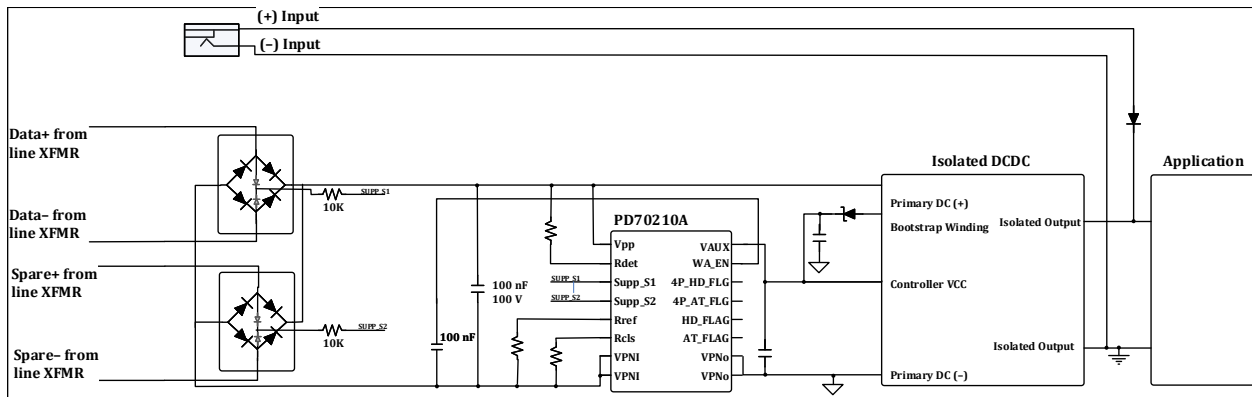 (+) Input
(−) Input
Data+ from
line XFMR
Data− from
line XFMR
Spare+ from
line XFMR
Spare− from
line XFMR
SUPP_S1
10K
SUPP_S2
10K
100 nF
100 V
100 nF
PD70210A
Vpp
Rdet
Supp_S1
Supp_S2
Rref
Rcls
VPNI
VPNI
SUPP_S1
SUPP_S2
VAUX
WA_EN
4P_HD_FLG
4P_AT_FLG
HD_FLAG
AT_FLAG
VPNo
VPNo
Isolated DCDC
Primary DC (+)
Bootstrap Winding
Isolated Output
Controller VCC
Isolated Output
Primary DC (−)
Application